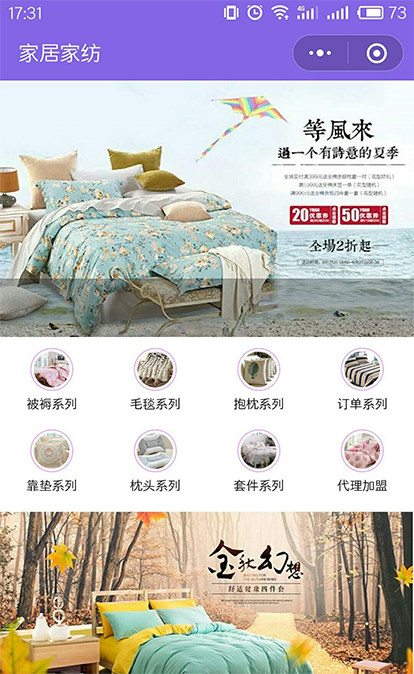 17:31
4G
73
家居家纺
等風來
過一个有詩意的夏季
20 优惠券
50 优惠券
全場2折起
被褥系列 毛毯系列 抱枕系列 订单系列
靠垫系列 枕头系列 套件系列 代理加盟
金秋幻想
舒适健康四件套